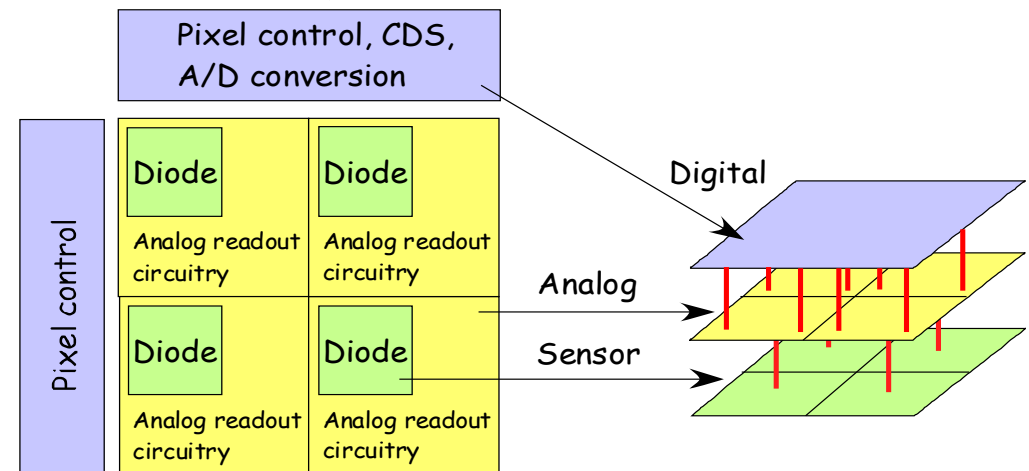 Pixel control, CDS,
A/D conversion
Pixel control
Diode
Diode
Analog readout
circuitry
Analog readout
circuitry
Diode
Diode
Analog readout
circuitry
Analog readout
circuitry
Digital
Analog
Sensor